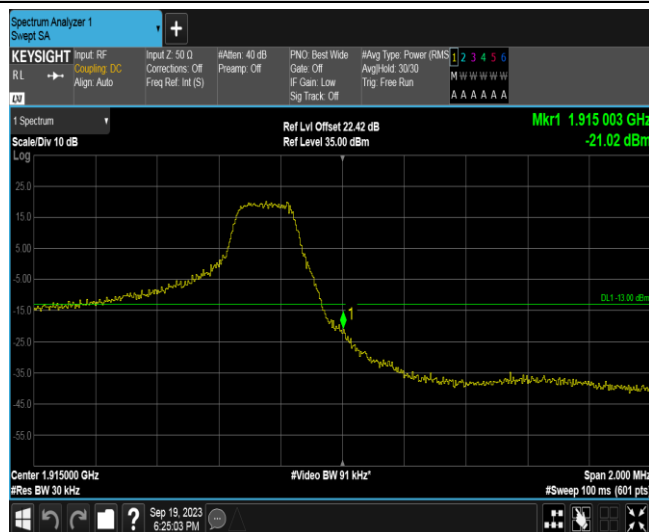 Spectrum Analyzer 1
Swept SA
+
KEYSIGHT
RL
LXI
Input: RF
Coupling: DC
Align: Auto
Input Z: 50 Ω
Corrections: Off
Freq Ref: Int (S)
#Atten: 40 dB
Preamp: Off
PNO: Best Wide
Gate: Off
IF Gain: Low
Sig Track: Off
#Avg Type: Power (RMS
Avg|Hold: 30/30
Trig: Free Run
1 2 3 4 5 6
M W W W W W
A A A A A A
1 Spectrum
Scale/Div 10 dB
Log
Ref Lvl Offset 22.42 dB
Ref Level 35.00 dBm
Mkr1 1.915 003 GHz
-21.02 dBm
25.0
15.0
5.00
-5.00
-15.0
-25.0
-35.0
-45.0
-55.0
DL1 -13.00 dBm
1
Center 1.915000 GHz
#Res BW 30 kHz
#Video BW 91 kHz*
Span 2.000 MHz
#Sweep 100 ms (601 pts)
?
Sep 19, 2023
6:25:03 PM